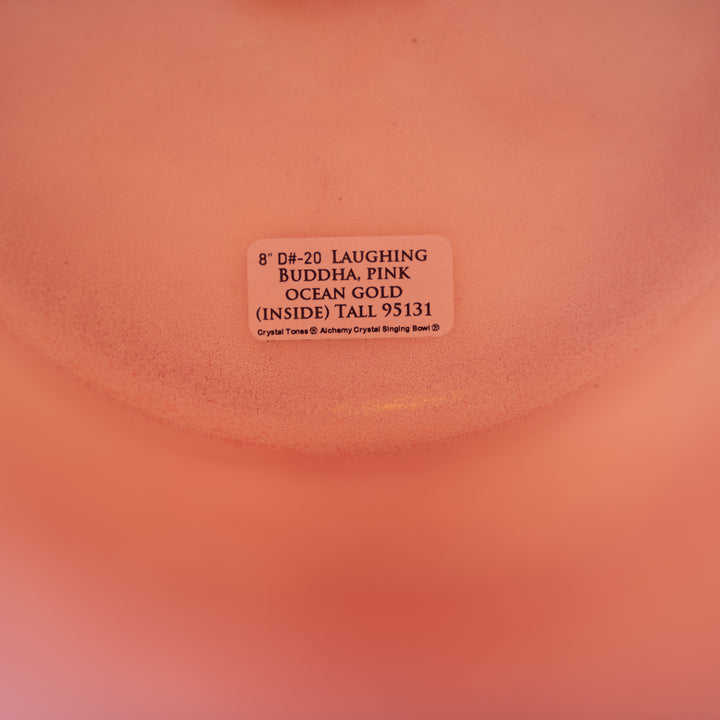 8" D#-20 Laughing
Buddha, pink
ocean gold
(inside) Tall 95131
Crystal Tones® Alchemy Crystal Singing Bowl®